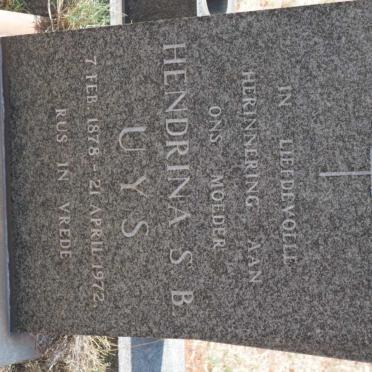 IN LIEFDEVOLLE
HERINNERING AAN
ONS MOEDER
HENDRINA S B
UYS
7 FEB. 1878 - 21 APRIL 1972
RUS IN VREDE